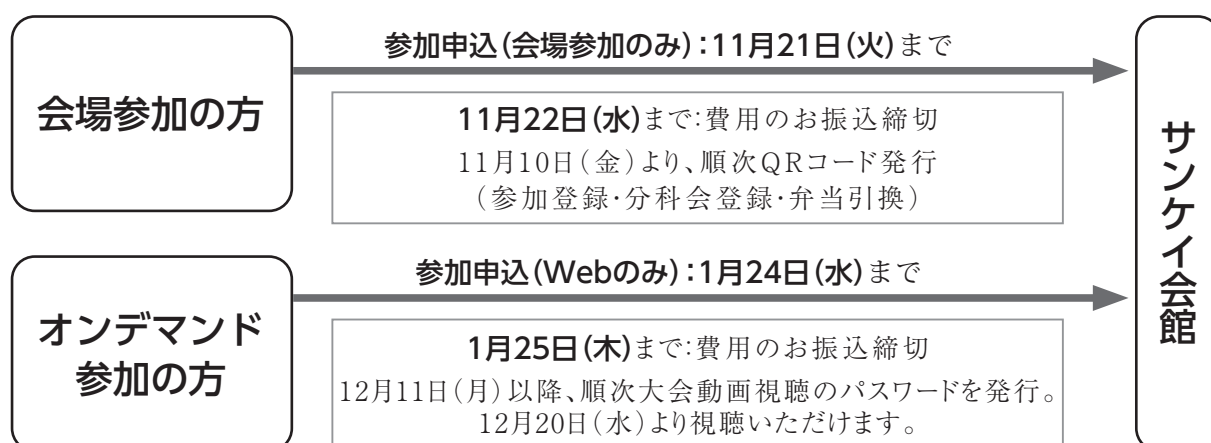 会場参加の方
参加申込(会場参加のみ):11月21日(火)まで
11月22日(水)まで:費用のお振込締切
11月10日(金)より、順次QRコード発行
(参加登録・分科会登録・弁当引換)
オンデマンド
参加の方
参加申込(Webのみ):1月24日(水)まで
1月25日(木)まで:費用のお振込締切
12月11日(月)以降、順次大会動画視聴のパスワードを発行。
12月20日(水)より視聴いただけます。
サンケイ会館